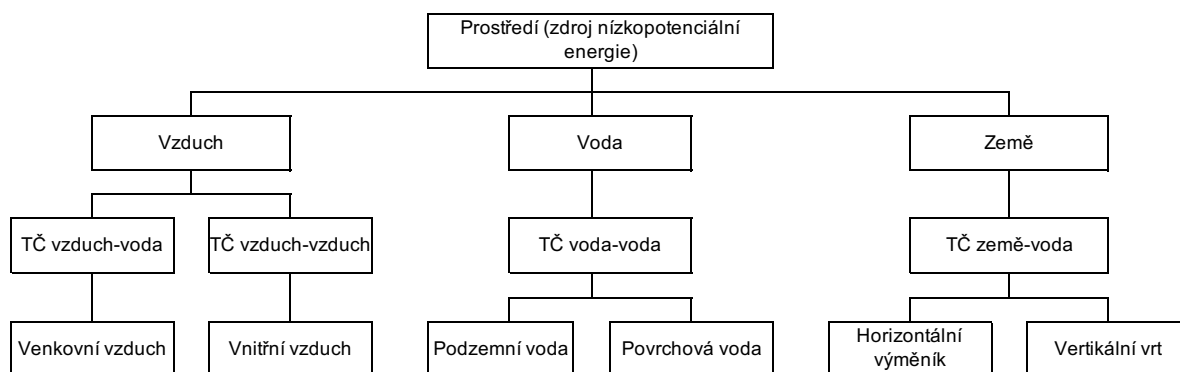 Prostředí (zdroj nízkopotenciální
energie)
Vzduch
Voda
Země
TČ vzduch-voda
TČ vzduch-vzduch
TČ voda-voda
TČ země-voda
Venkovní vzduch
Vnitřní vzduch
Podzemní voda
Povrchová voda
Horizontální
výměník
Vertikální vrt